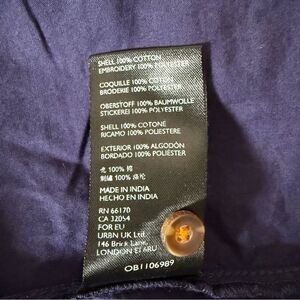 SHELL 100% COTTON
EMBROIDERY 100% POLYESTER
COQUILLE 100% COTON
BRODERIE 100% POLYESTER
OBERSTOFF 100% BAUMWOLLE
STICKEREI 100% POLYESTER
SHELL 100% COTONE
RICAMO 100% POLIESTERE
EXTERIOR 100% ALGODÓN
BORDADO 100% POLIÉSTER
100%
100%
MADE IN INDIA
HECHO EN INDIA
RN 66170
CA 32054
FOR EU
URBN UK Ltd.
146 Brick Lane,
LONDON E1 6RU
OB1106989